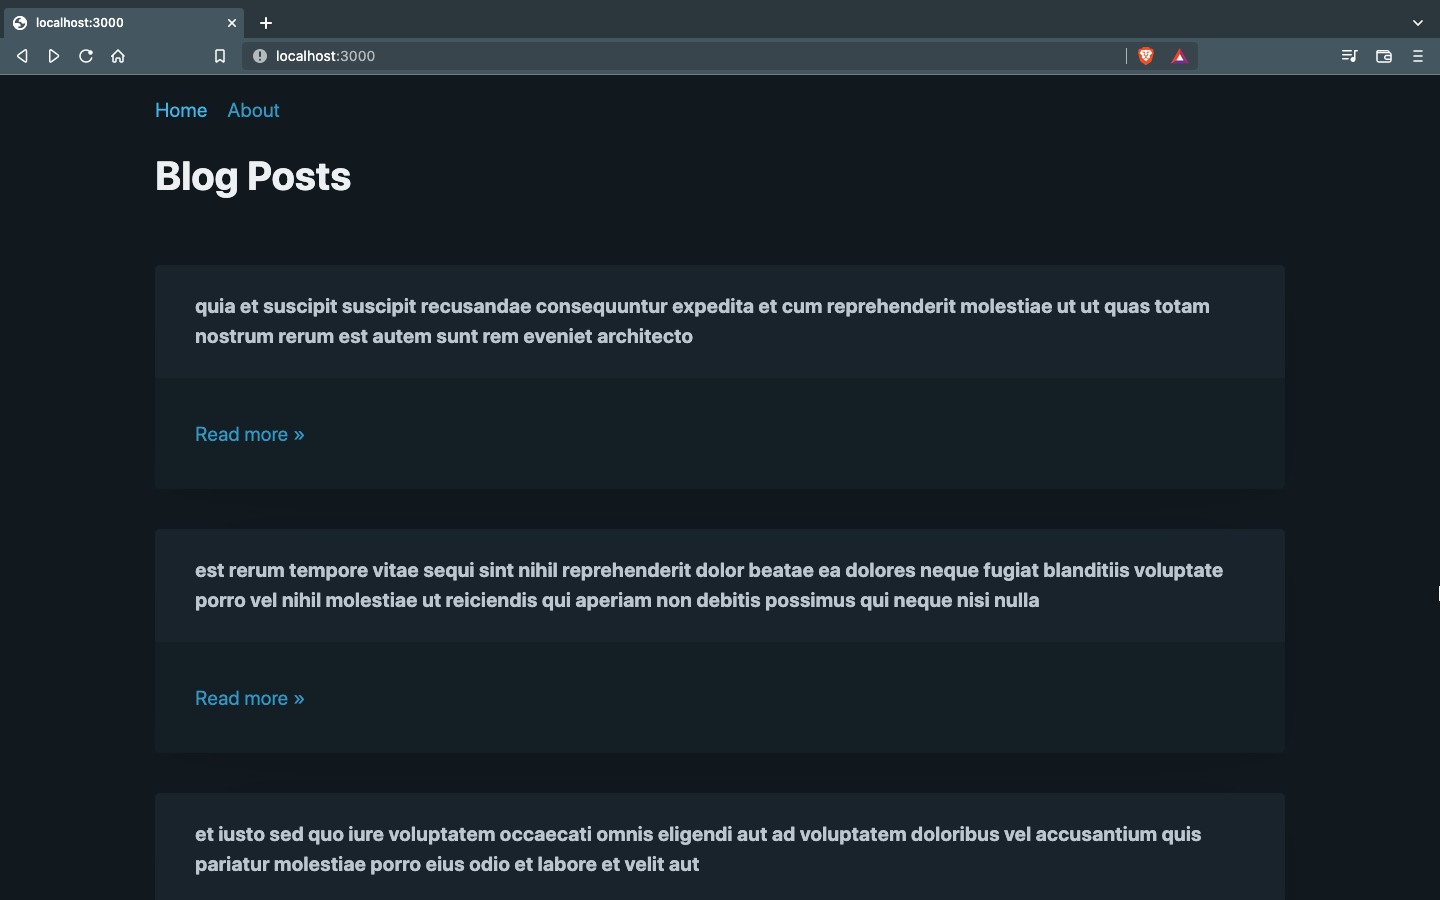 localhost:3000
localhost:3000
Home About
Blog Posts
quia et suscipit suscipit recusandae consequuntur expedita et cum reprehenderit molestiae ut ut quas totam
nostrum rerum est autem sunt rem eveniet architecto
Read more »
est rerum tempore vitae sequi sint nihil reprehenderit dolor beatae ea dolores neque fugiat blanditiis voluptate
porro vel nihil molestiae ut reiciendis qui aperiam non debitis possimus qui neque nisi nulla
Read more »
et iusto sed quo iure voluptatem occaecati omnis eligendi aut ad voluptatem doloribus vel accusantium quis
pariatur molestiae porro eius odio et labore et velit aut